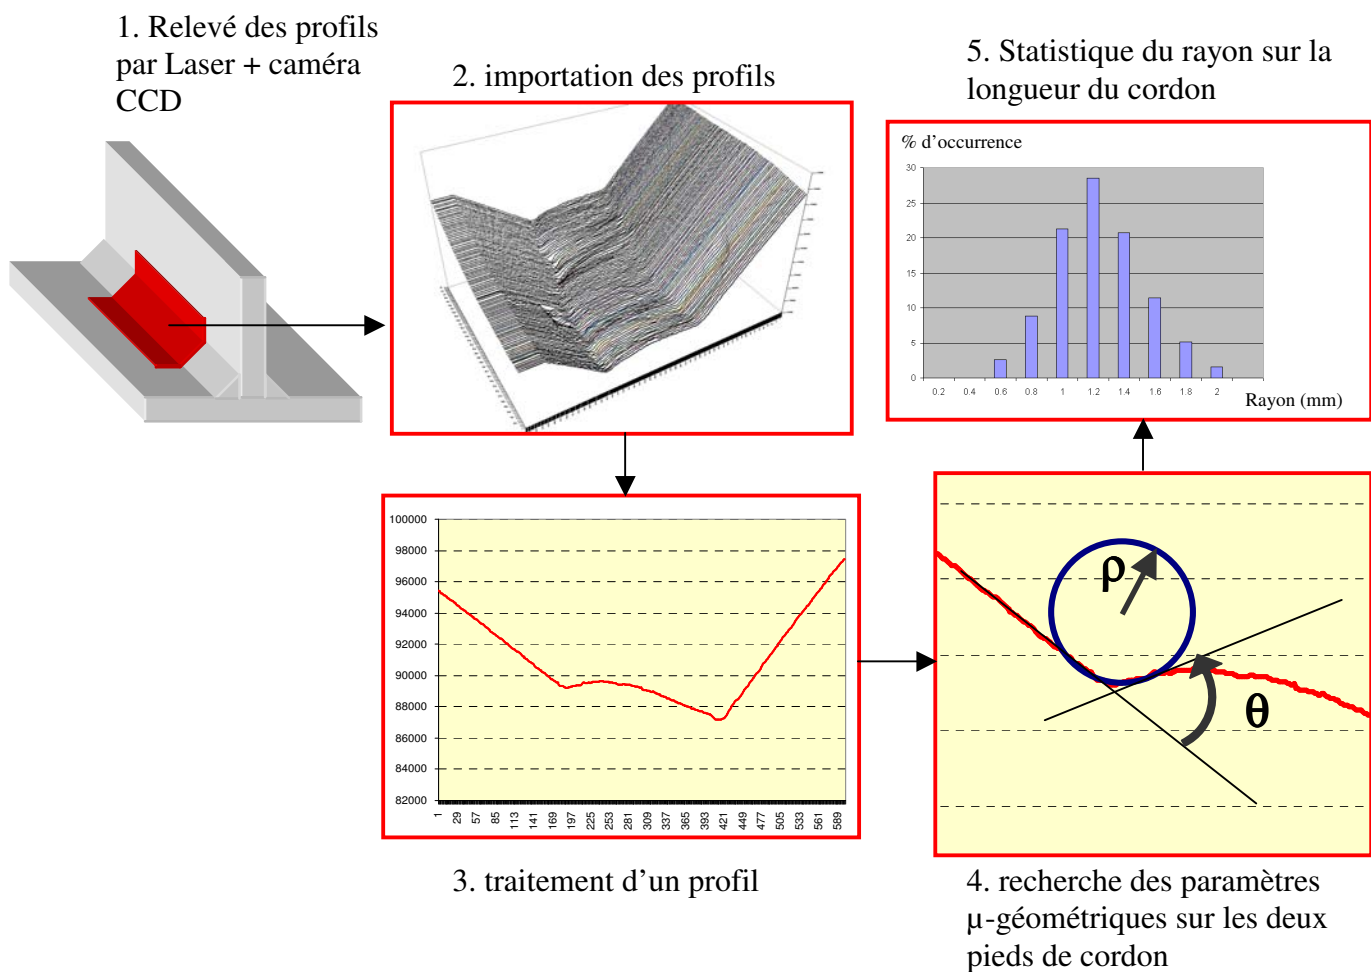 1. Relevé des profils
par Laser + caméra
CCD
2. importation des profils
5. Statistique du rayon sur la
longueur du cordon
% d’occurrence
30
25
20
15
10
5
0
0.2 0.4 0.6 0.8 1 1.2 1.4 1.6 1.8 2
Rayon (mm)
100000
98000
96000
94000
92000
90000
88000
86000
84000
82000
1 29 57 85 113 141 169 197 225 253 281 309 337 365 393 421 449 477 505 533 561 589
ρ
θ
3. traitement d’un profil
4. recherche des paramètres
µ-géométriques sur les deux
pieds de cordon